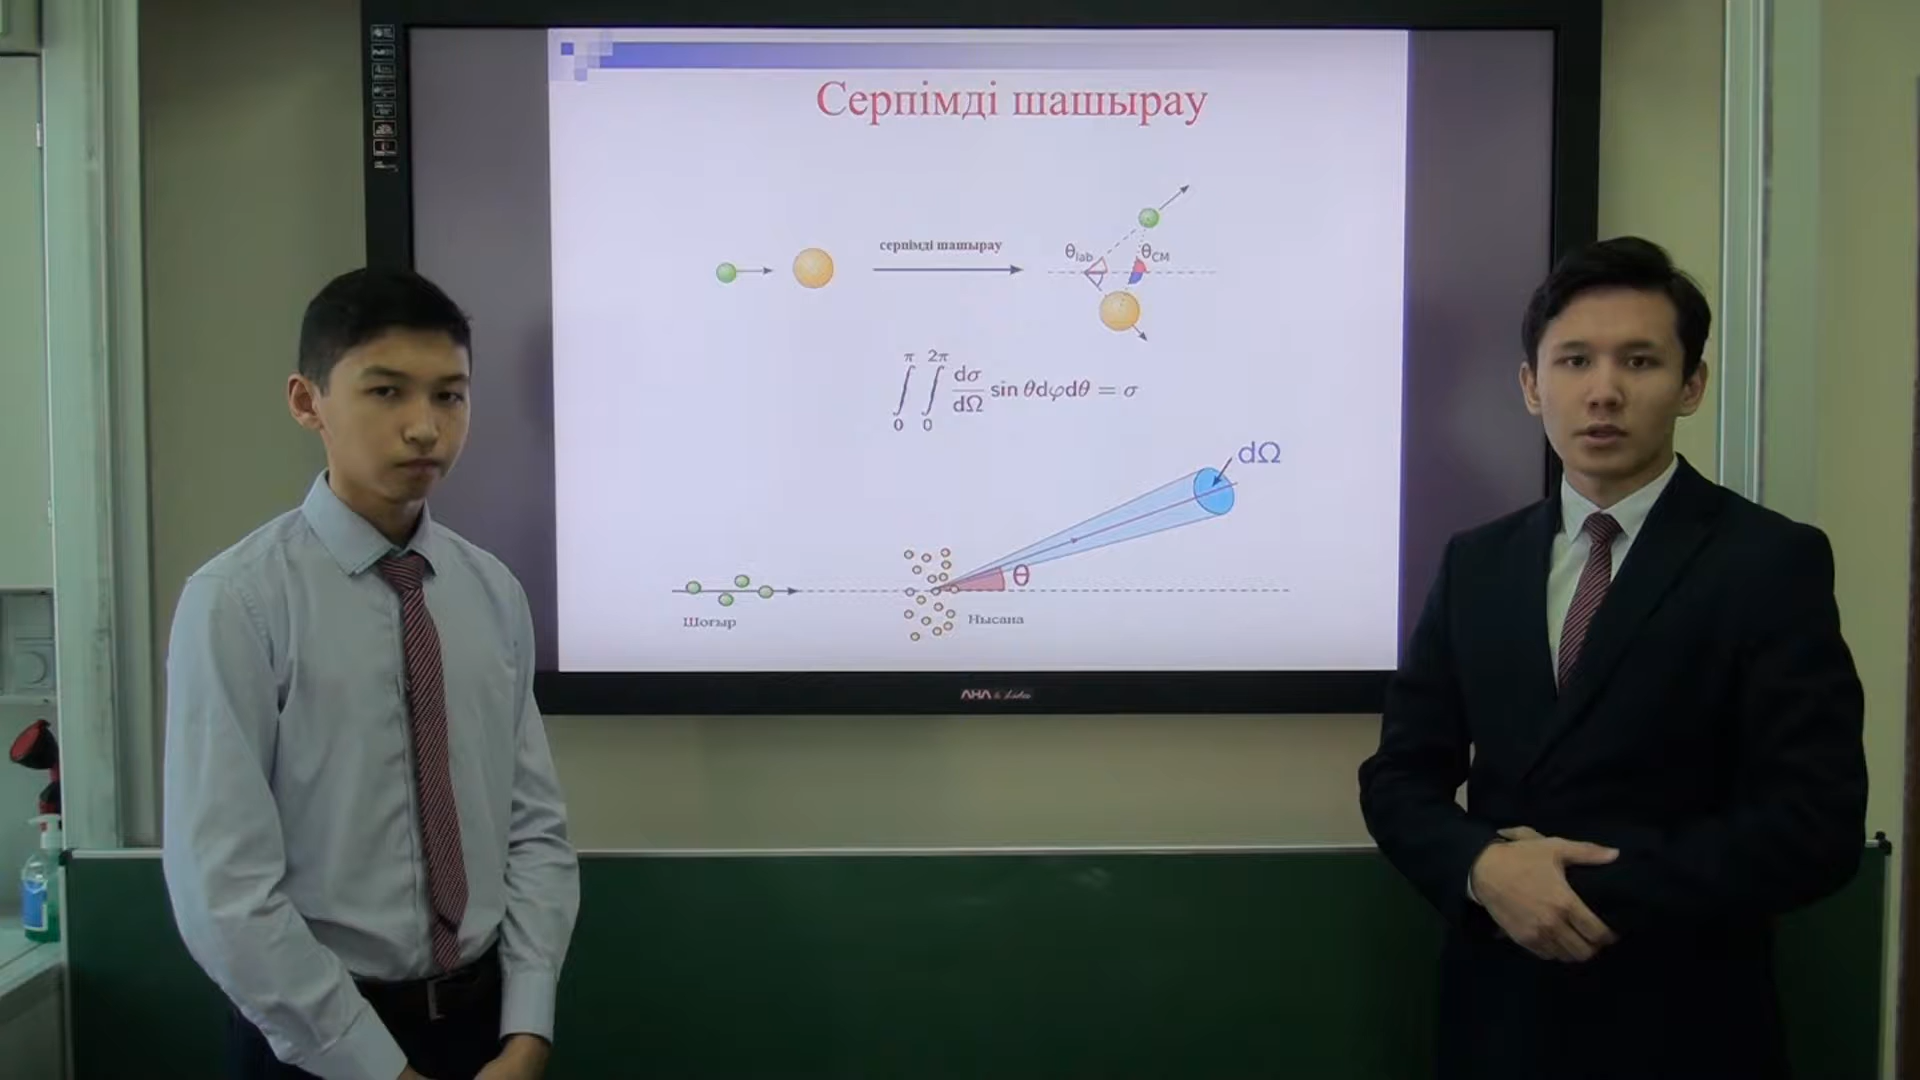 Серпімді шашырау
серпімді шашырау
θlab
θCM
π 2π
∫ ∫ dσ/dΩ sin θdφdθ = σ
0 0
dΩ
θ
Шоғыр
Нысана